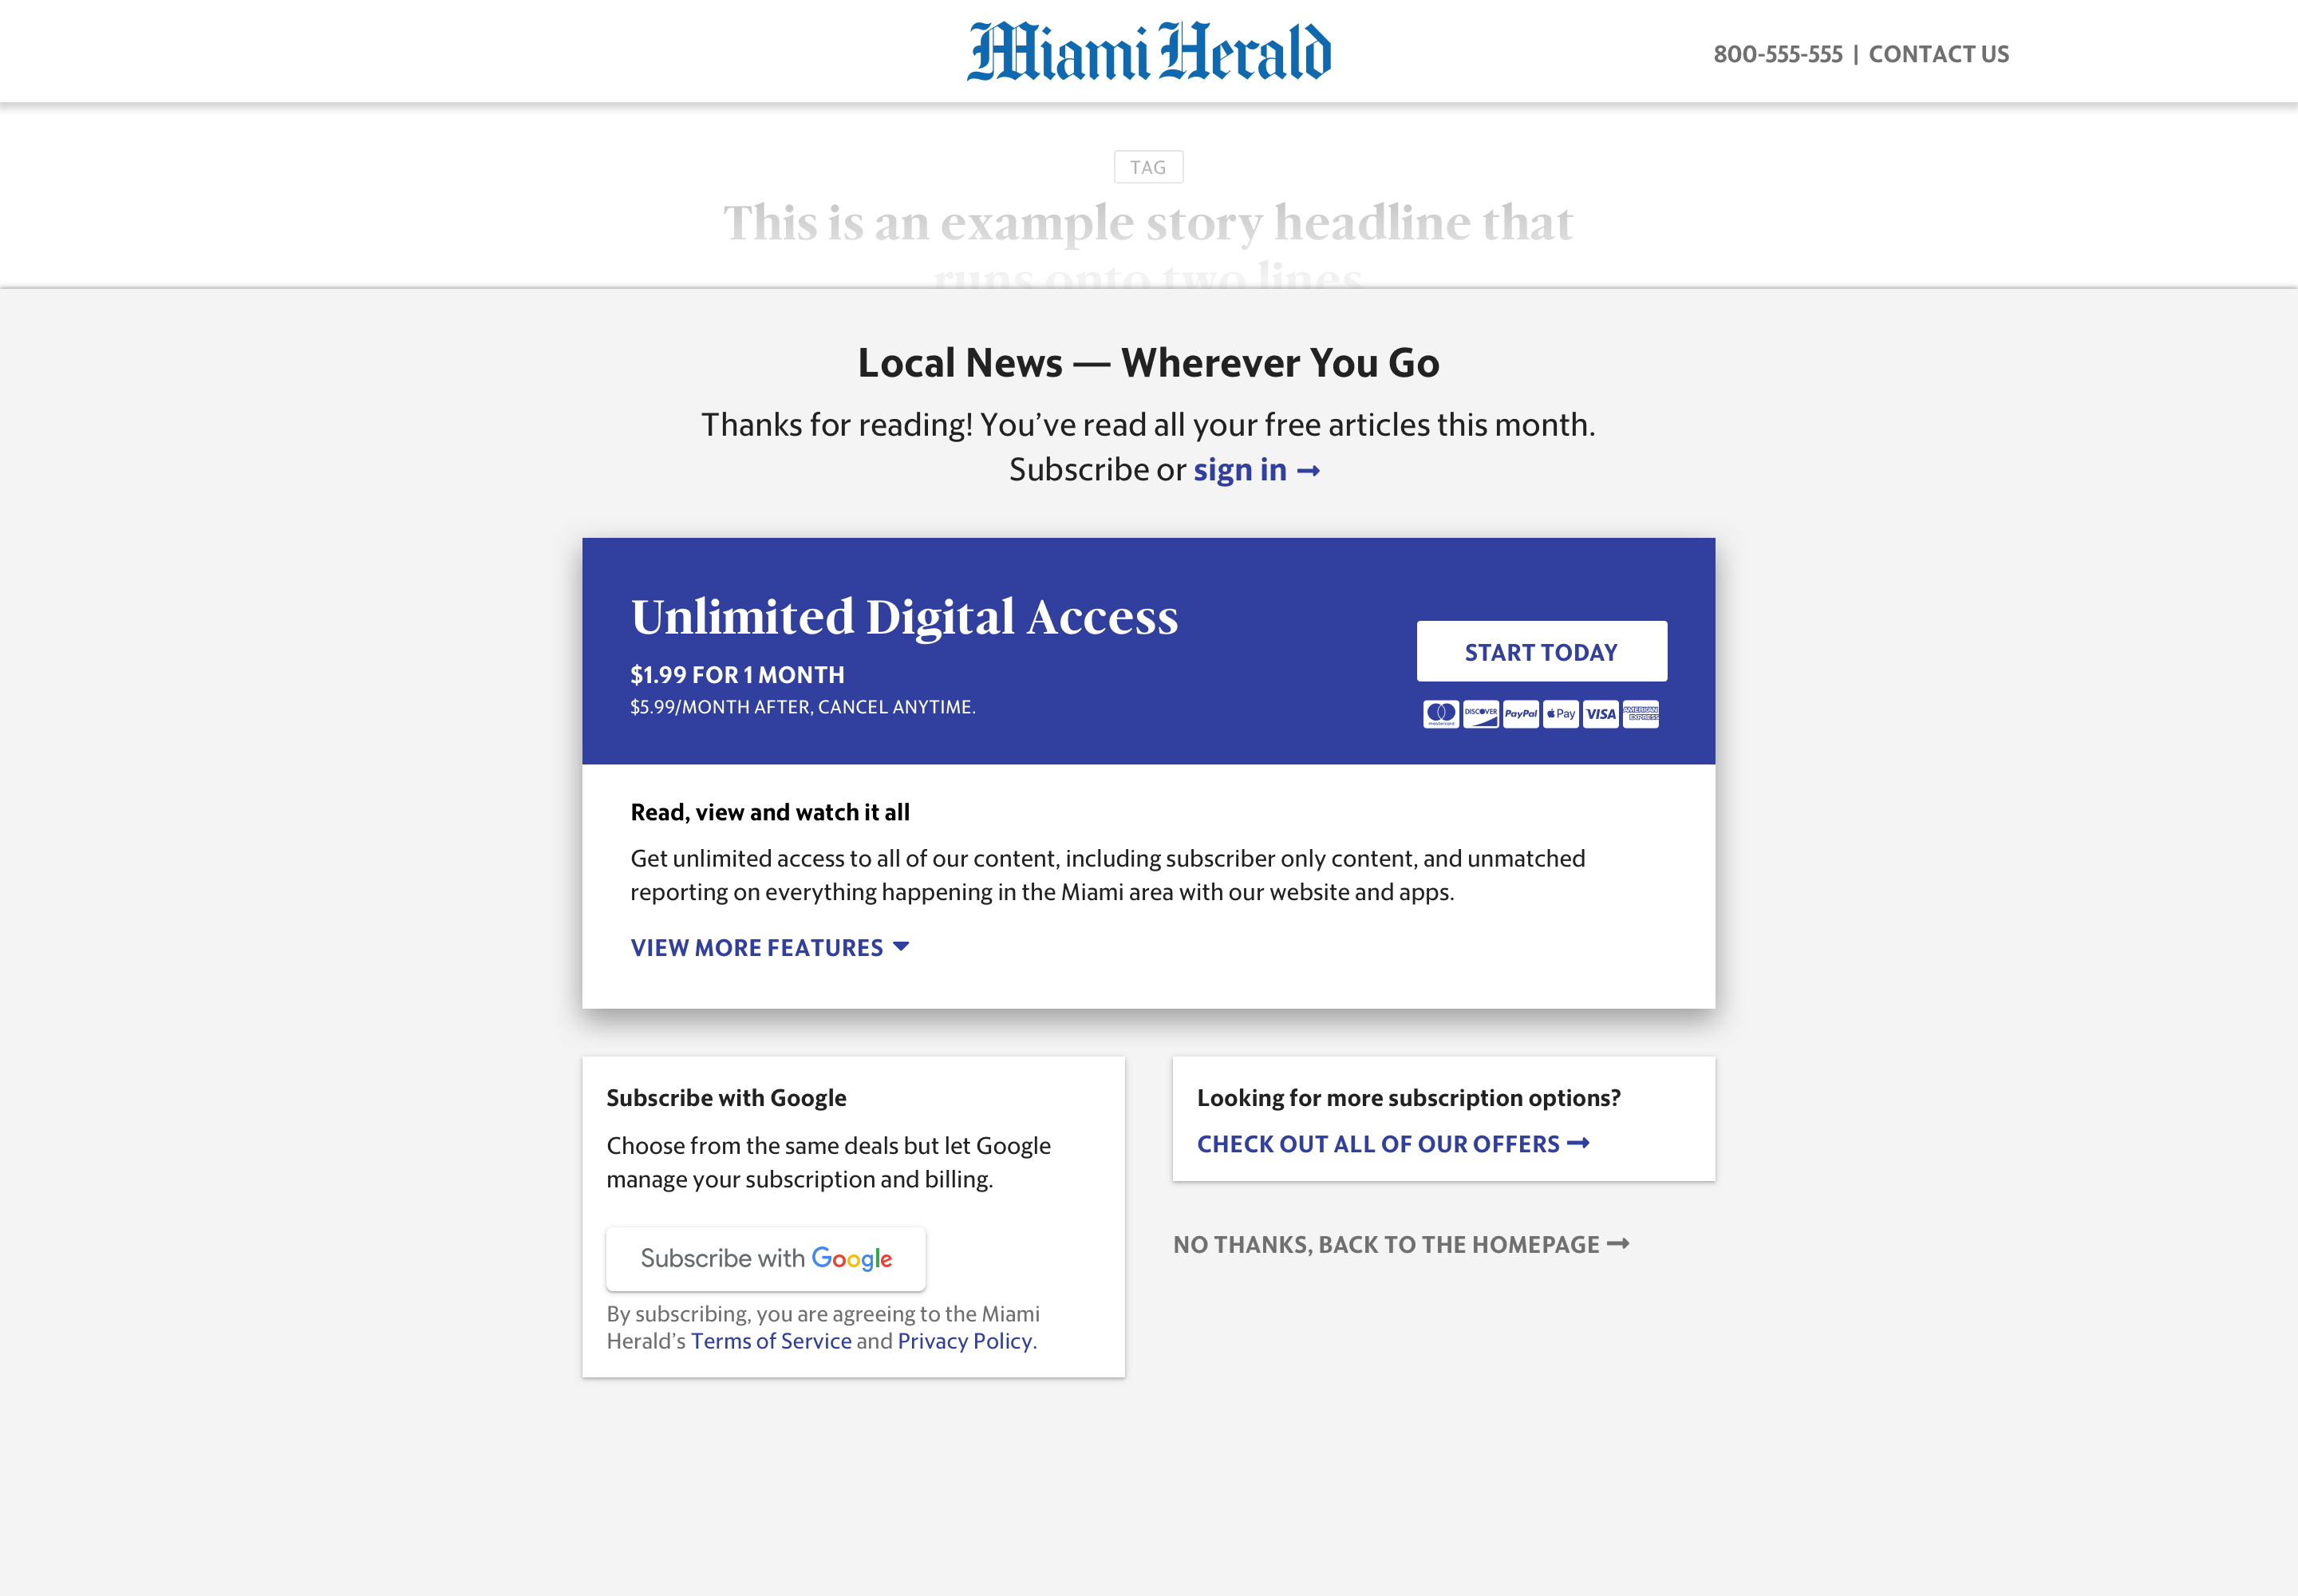 Miami Herald
800-555-555 | CONTACT US
TAG
This is an example story headline that
runs onto two lines
Local News — Wherever You Go
Thanks for reading! You’ve read all your free articles this month.
Subscribe or sign in →
Unlimited Digital Access
$1.99 FOR 1 MONTH
$5.99/MONTH AFTER, CANCEL ANYTIME.
START TODAY
mastercard DISCOVER PayPal Pay VISA AMERICAN EXPRESS
Read, view and watch it all
Get unlimited access to all of our content, including subscriber only content, and unmatched
reporting on everything happening in the Miami area with our website and apps.
VIEW MORE FEATURES
Subscribe with Google
Choose from the same deals but let Google
manage your subscription and billing.
Subscribe with Google
By subscribing, you are agreeing to the Miami
Herald’s Terms of Service and Privacy Policy.
Looking for more subscription options?
CHECK OUT ALL OF OUR OFFERS →
NO THANKS, BACK TO THE HOMEPAGE →